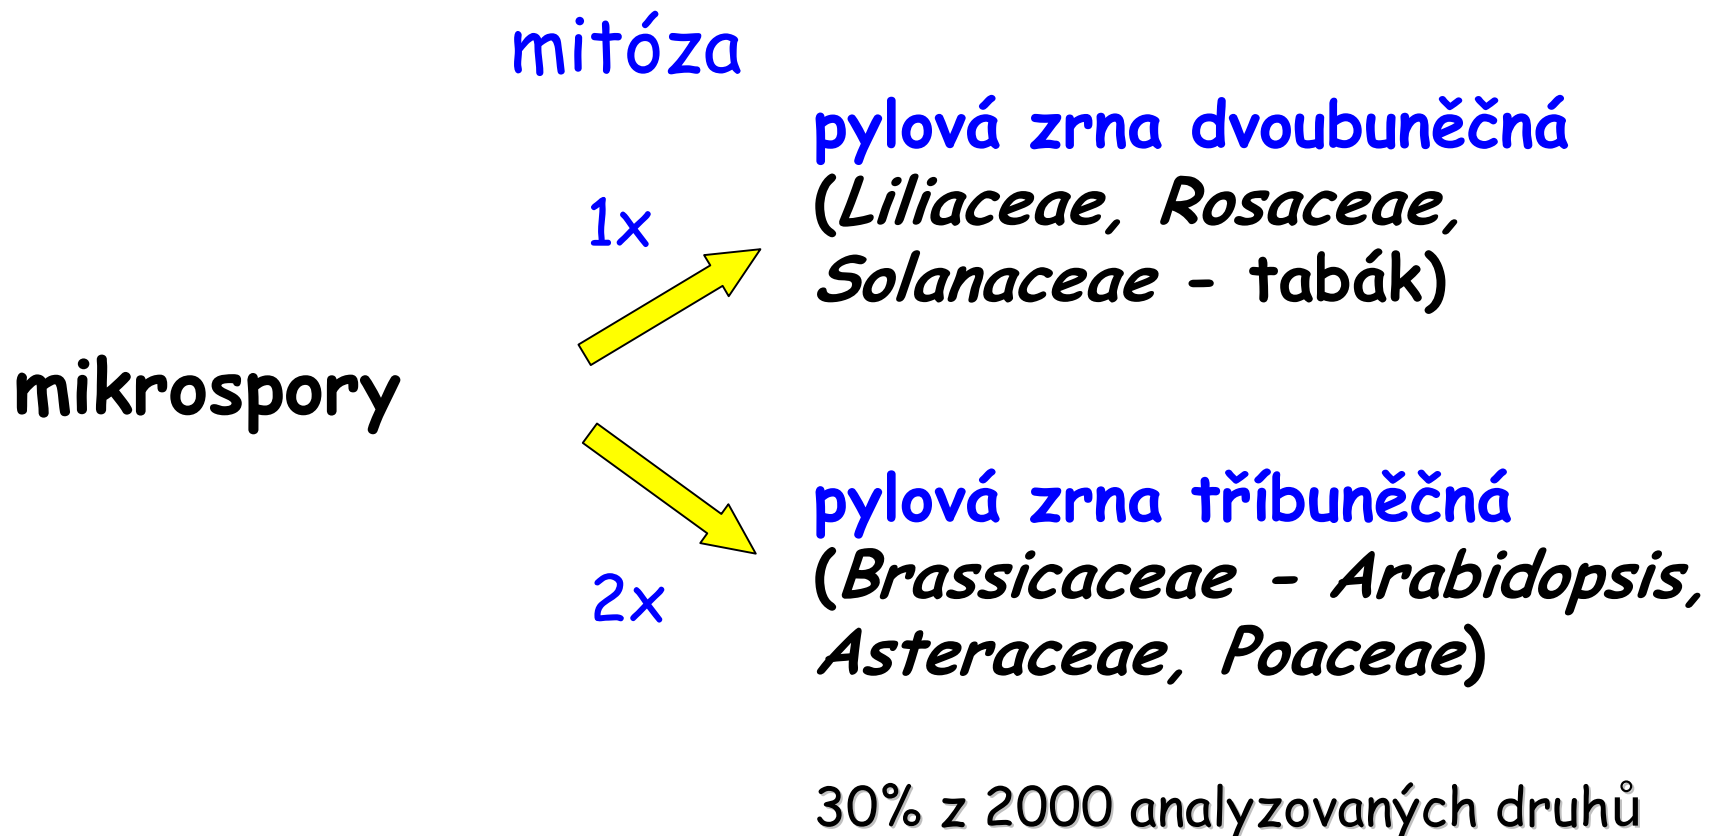 mitóza
1x
pylová zrna dvoubuněčná
(Liliaceae, Rosaceae,
Solanaceae - tabák)
mikrospory
2x
pylová zrna tříbuněčná
(Brassicaceae - Arabidopsis,
Asteraceae, Poaceae)
30% z 2000 analyzovaných druhů